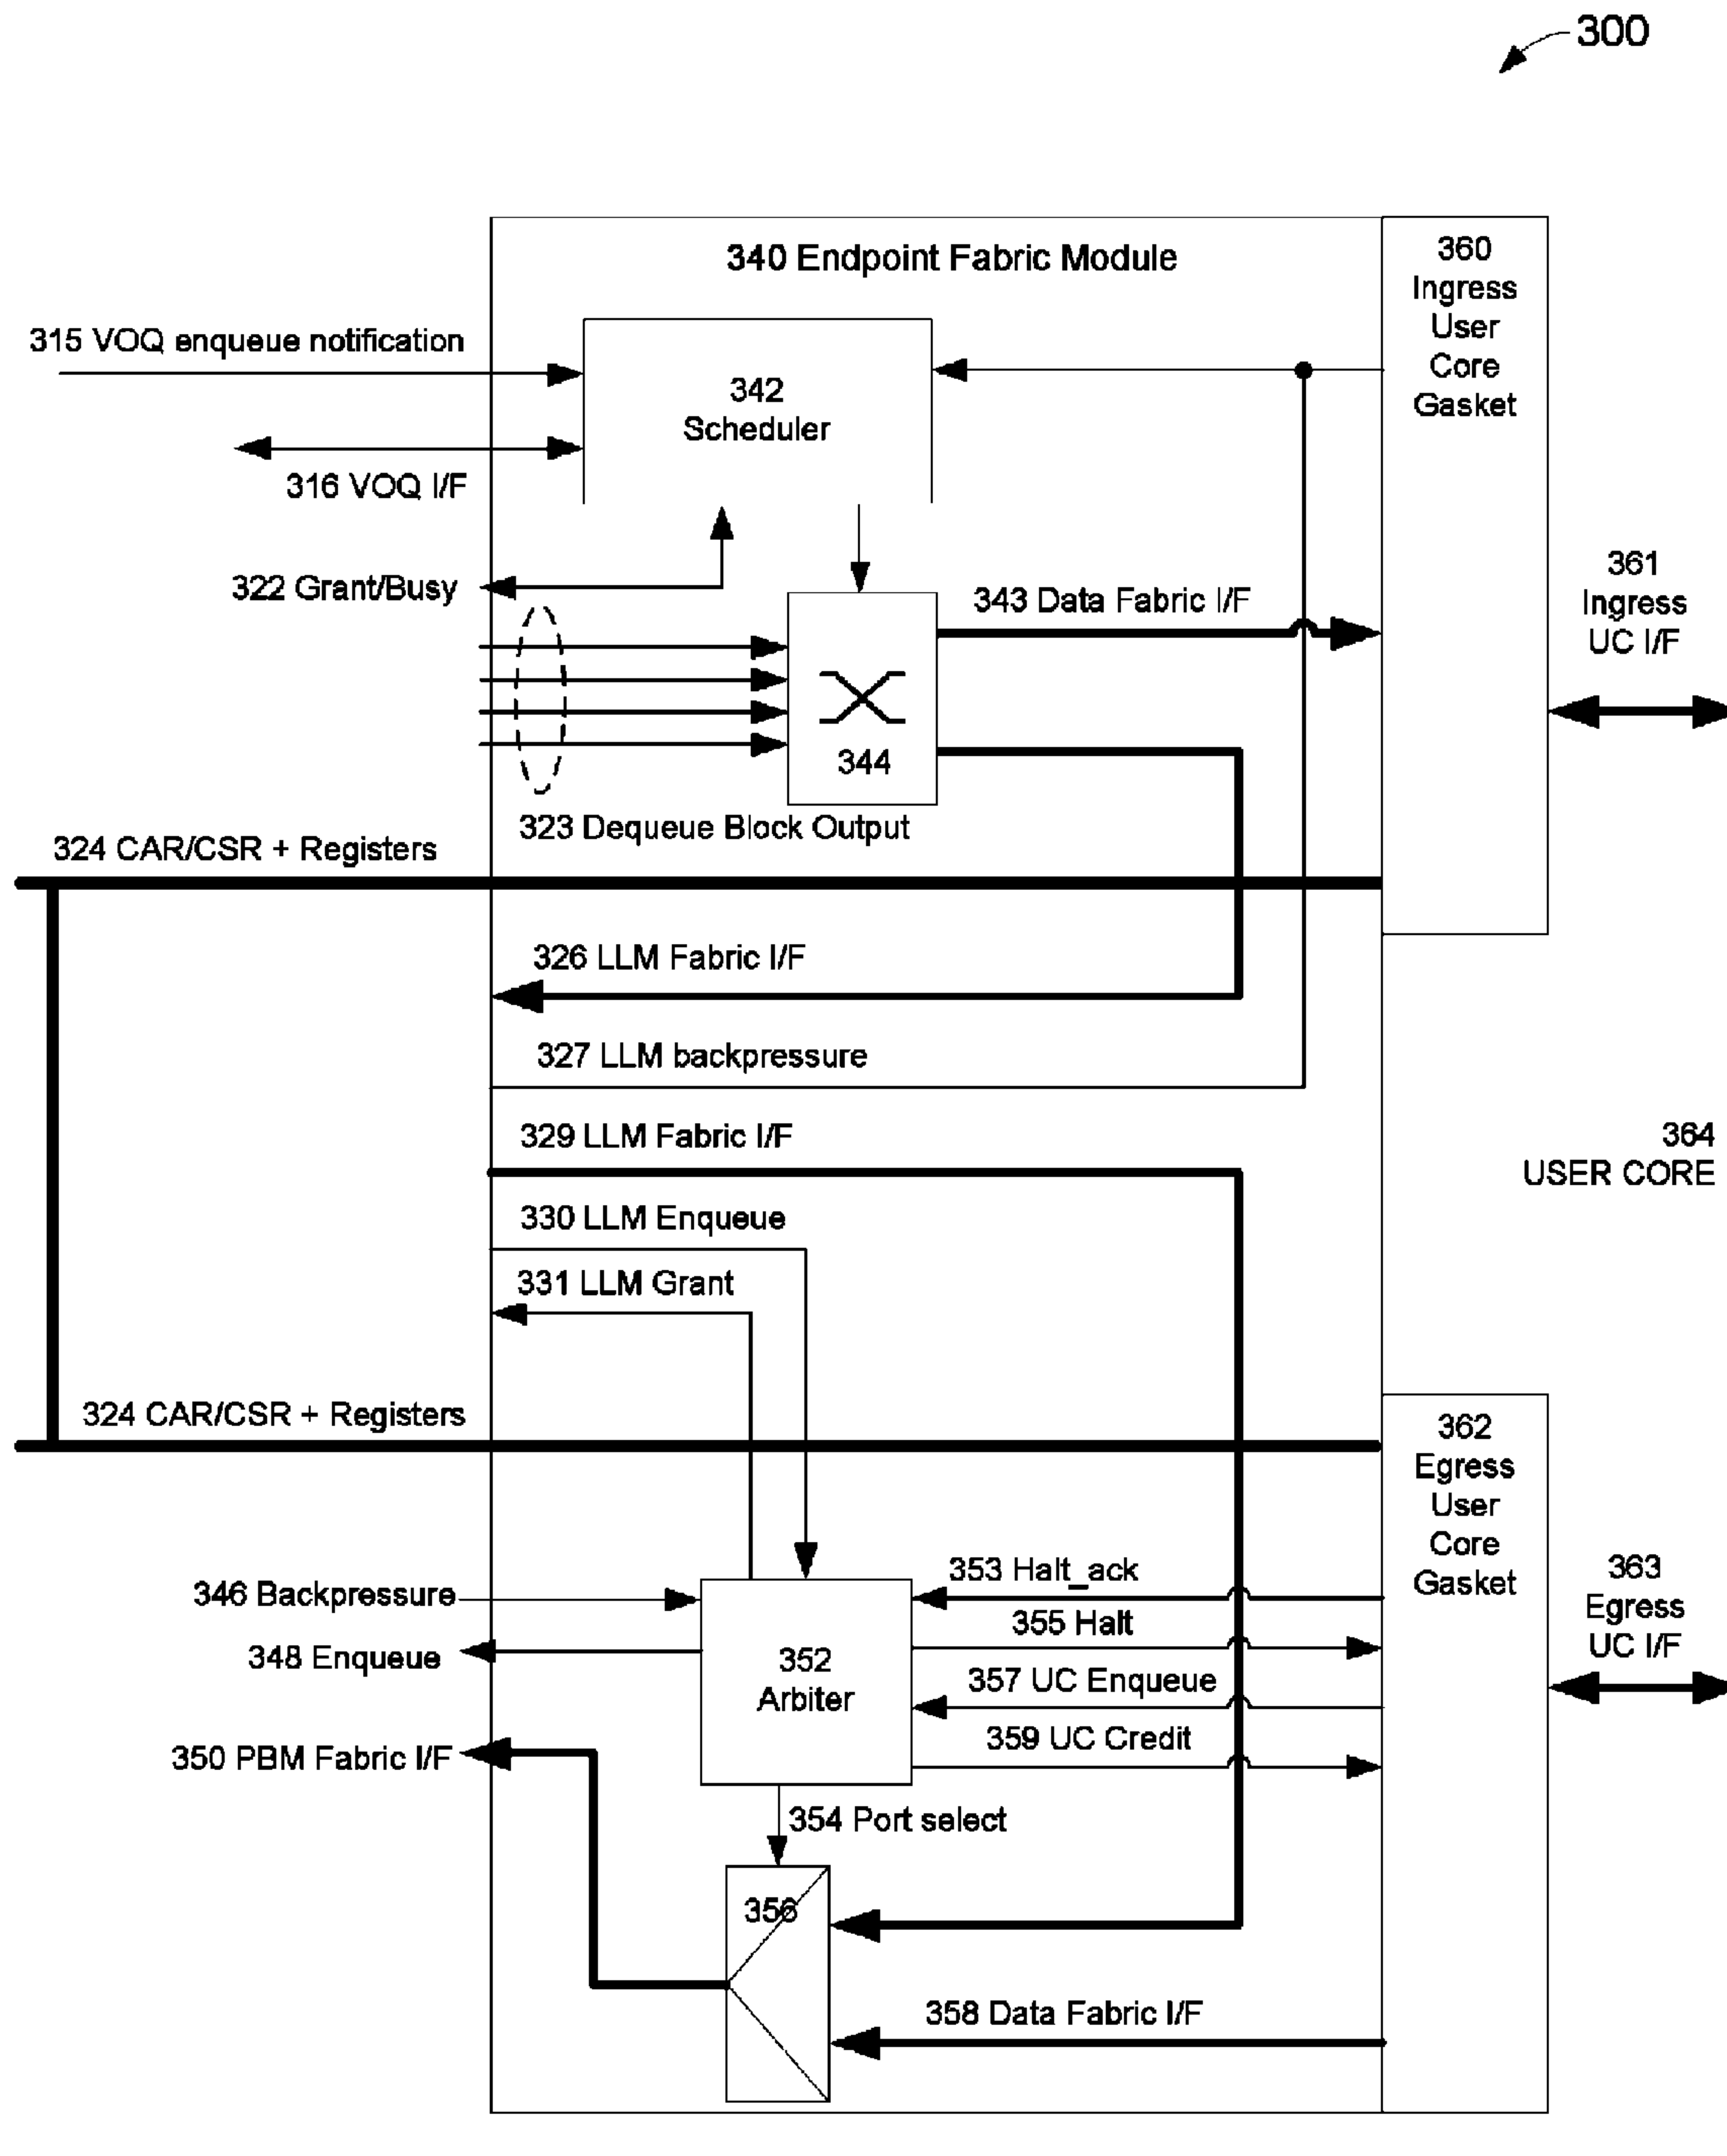 300
340 Endpoint Fabric Module
360
Ingress
User
Core
Gasket
315 VOQ enqueue notification
342
Scheduler
316 VOQ I/F
322 Grant/Busy
343 Data Fabric I/F
361
Ingress
UC I/F
344
323 Dequeue Block Output
324 CAR/CSR + Registers
326 LLM Fabric I/F
327 LLM backpressure
329 LLM Fabric I/F
364
USER CORE
330 LLM Enqueue
331 LLM Grant
324 CAR/CSR + Registers
362
Egress
User
Core
Gasket
353 Halt_ack
346 Backpressure
355 Halt
363
Egress
UC I/F
348 Enqueue
352
Arbiter
357 UC Enqueue
359 UC Credit
350 PBM Fabric I/F
354 Port select
356
358 Data Fabric I/F